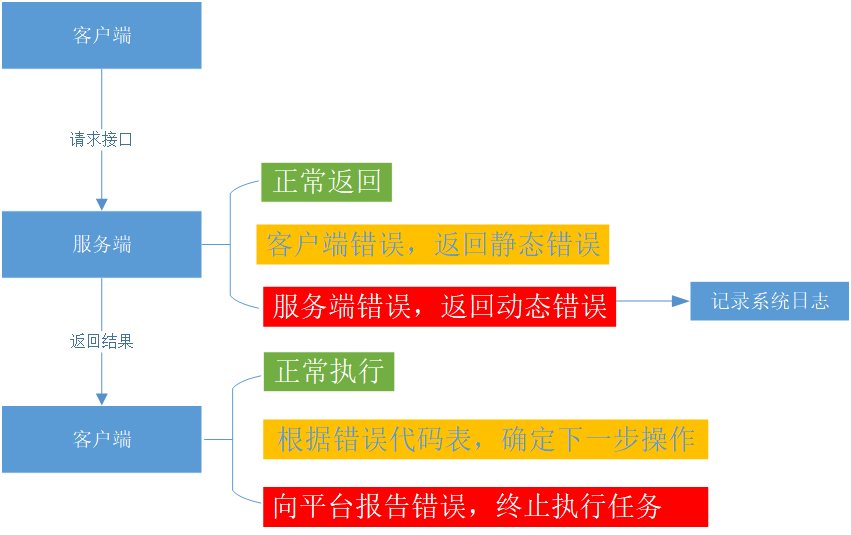 客户端
请求接口
正常返回
服务端
客户端错误，返回静态错误
服务端错误，返回动态错误
记录系统日志
返回结果
正常执行
客户端
根据错误代码表，确定下一步操作
向平台报告错误，终止执行任务